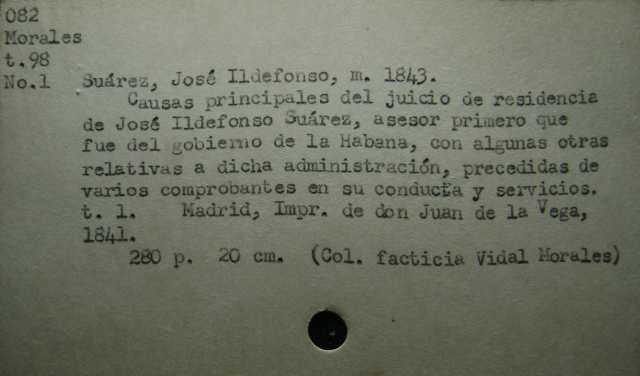 082
Morales
t.98
No.1 Suárez, José Ildefonso, m. 1843.
Causas principales del juicio de residencia
de José Ildefonso Suárez, asesor primero que
fue del gobierno de la Habana, con algunas otras
relativas a dicha administración, precedidas de
varios comprobantes en su conducta y servicios.
t. 1. Madrid, Impr. de don Juan de la Vega,
1841.
280 p. 20 cm. (Col. facticia Vidal Morales)